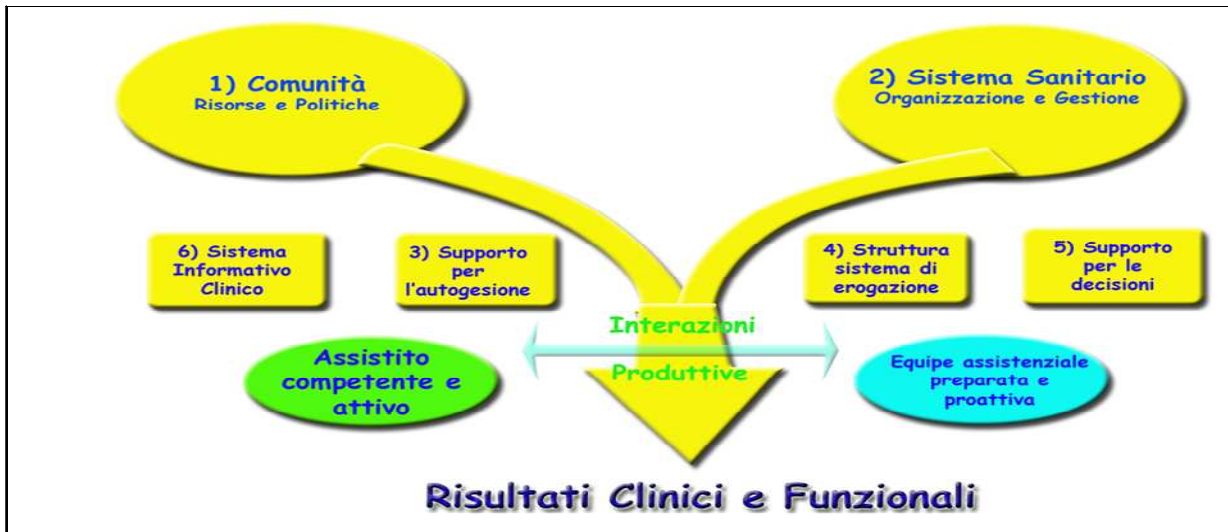 1) Comunità
Risorse e Politiche
2) Sistema Sanitario
Organizzazione e Gestione
6) Sistema
Informativo
Clinico
3) Supporto
per
l'autogesione
4) Struttura
sistema di
erogazione
5) Supporto
per le
decisioni
Interazioni
Produttive
Assistito
competente e
attivo
Equipe assistenziale
preparata e
proattiva
Risultati Clinici e Funzionali